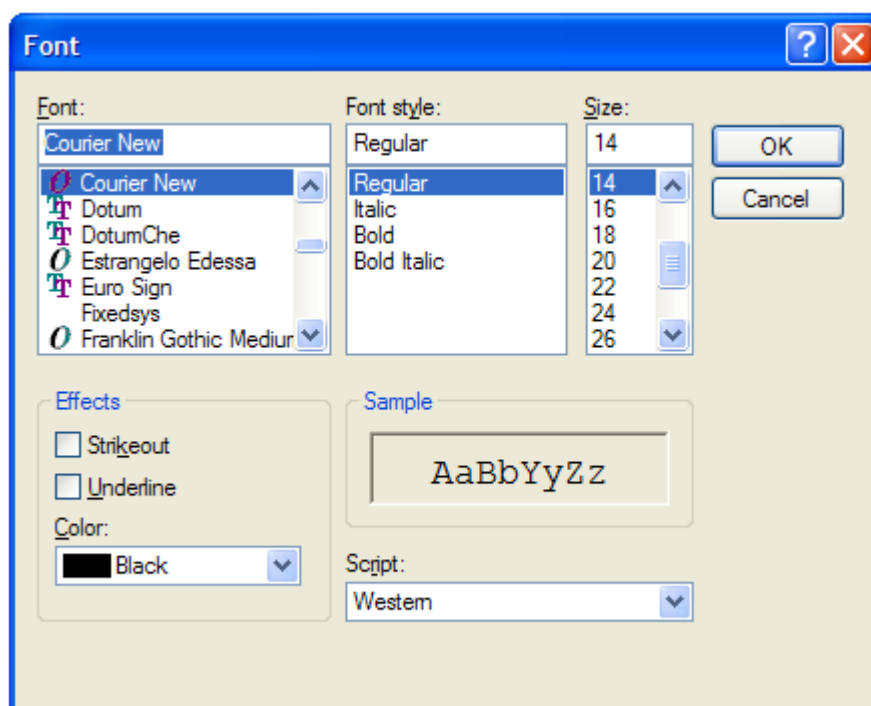 Font
Font:
Courier New
Courier New
Dotum
DotumChe
Estrangelo Edessa
Euro Sign
Fixedsys
Franklin Gothic Mediur
Font style:
Regular
Regular
Italic
Bold
Bold Italic
Size:
14
14
16
18
20
22
24
26
OK
Cancel
Effects
Strikeout
Underline
Color:
Black
Sample
AaBbYyZz
Script:
Western